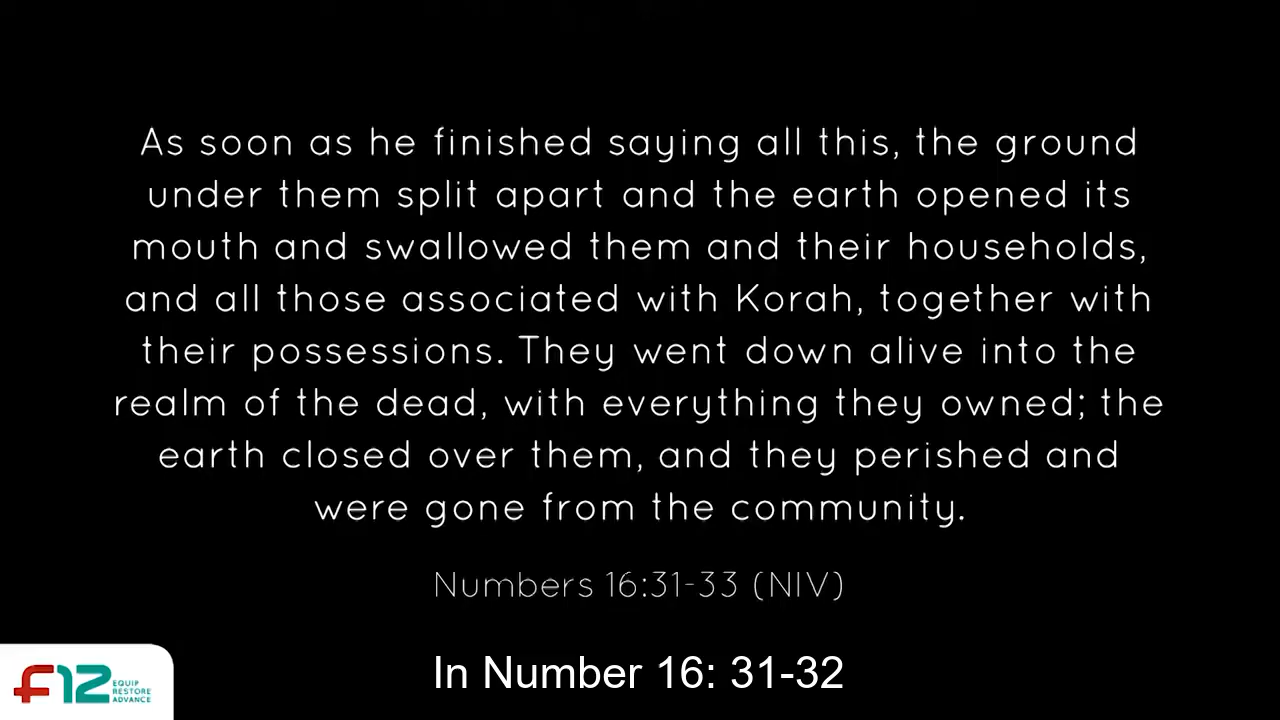 As soon as he finished saying all this, the ground
under them split apart and the earth opened its
mouth and swallowed them and their households,
and all those associated with Korah, together with
their possessions. They went down alive into the
realm of the dead, with everything they owned; the
earth closed over them, and they perished and
were gone from the community.
Numbers 16:31-33 (NIV)
In Number 16: 31-32
F12
EQUIP
RESTORE
ADVANCE